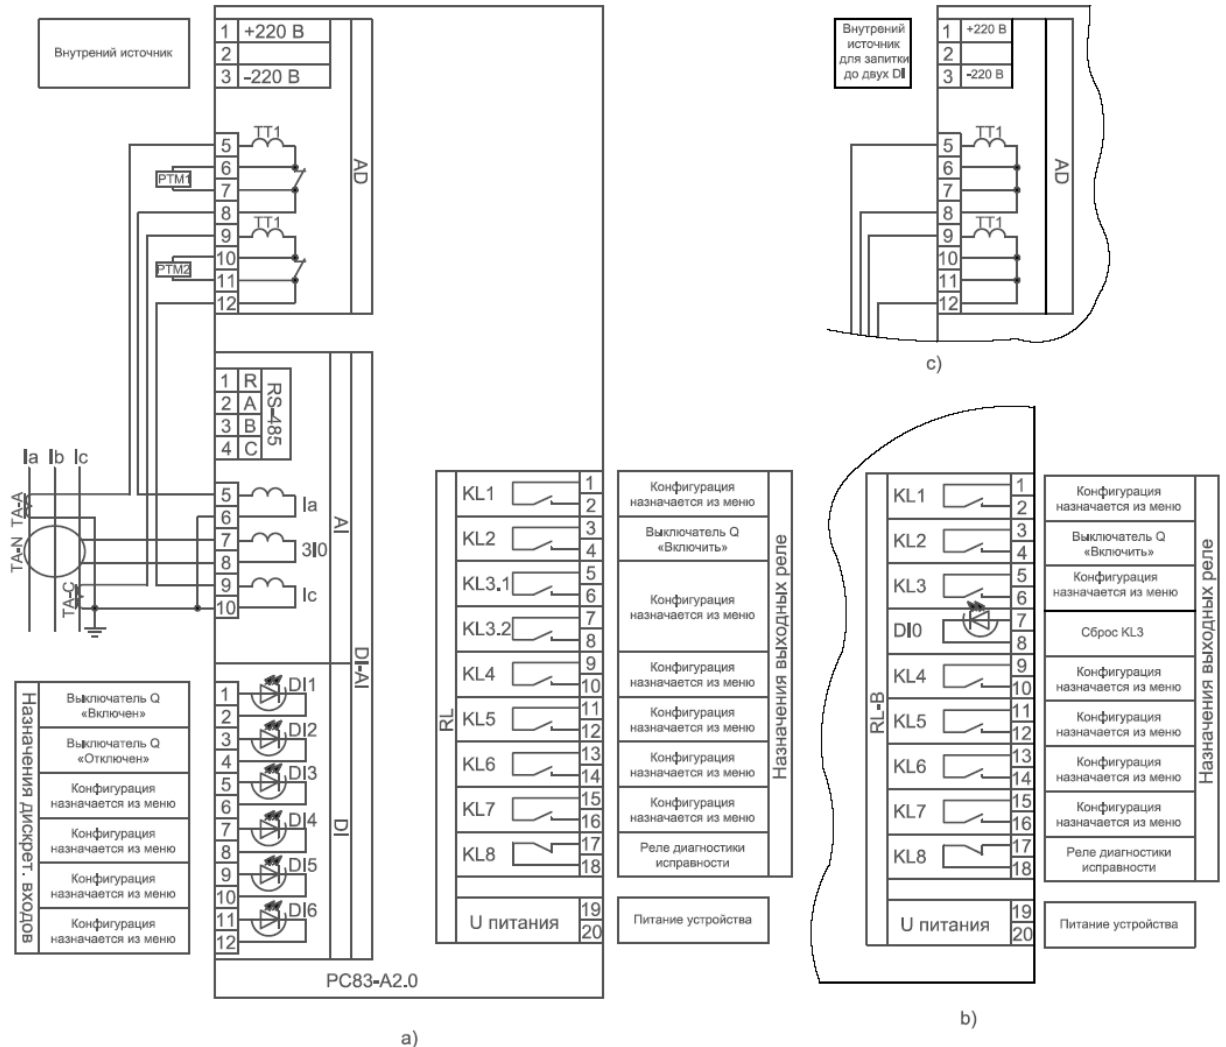 Внутрений источник
1 +220 В
2
3 -220 В
5 ТТ1
6
РТМ1
7
8
9 ТТ1
10
РТМ2
11
12
AD
1 R
2 A
3 B
4 C
RS-485
Ia Ib Ic
TA-A
TA-N
TA-C
5
6
Ia
7
8
3I0
9
10
Ic
AI
DI-AI
Назначения дискрет. входов
Выключатель Q
«Включен»
Выключатель Q
«Отключен»
Конфигурация
назначается из меню
Конфигурация
назначается из меню
Конфигурация
назначается из меню
Конфигурация
назначается из меню
1 DI1
2
3 DI2
4
5 DI3
6
7 DI4
8
9 DI5
10
11 DI6
12
DI
PC83-A2.0
RL
KL1 1
2
KL2 3
4
KL3.1 5
6
KL3.2 7
8
KL4 9
10
KL5 11
12
KL6 13
14
KL7 15
16
KL8 17
18
U питания 19
20
Конфигурация
назначается из меню
Выключатель Q
«Включить»
Конфигурация
назначается из меню
Конфигурация
назначается из меню
Конфигурация
назначается из меню
Конфигурация
назначается из меню
Конфигурация
назначается из меню
Реле диагностики
исправности
Питание устройства
Назначения выходных реле
a)
Внутрений
источник
для запитки
до двух DI
1 +220 В
2
3 -220 В
5 ТТ1
6
7
8
9 ТТ1
10
11
12
AD
c)
RL-B
KL1 1
2
KL2 3
4
KL3 5
6
DI0 7
8
KL4 9
10
KL5 11
12
KL6 13
14
KL7 15
16
KL8 17
18
U питания 19
20
Конфигурация
назначается из меню
Выключатель Q
«Включить»
Конфигурация
назначается из меню
Сброс KL3
Конфигурация
назначается из меню
Конфигурация
назначается из меню
Конфигурация
назначается из меню
Конфигурация
назначается из меню
Реле диагностики
исправности
Питание устройства
Назначения выходных реле
b)